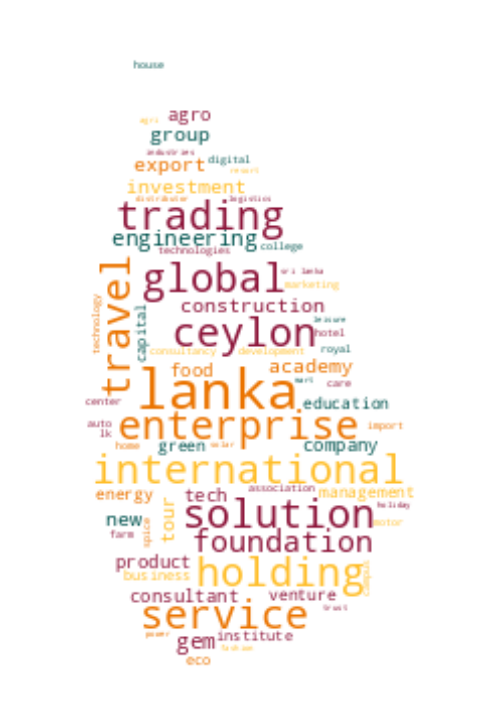 house
agro
agri
group
industries
digital
export
resort
investment
distributor
logistics
trading
engineering
college
technologies
travel
global
sri lanka
marketing
technology
capital
construction
leisure
ceylon
hotel
royal
consultancy
development
food
academy
mart
care
lanka
center
education
enterprise
auto
import
lk
home
green
solar
company
international
energy
tech
association
management
tour
solution
holiday
new
motor
farm
spice
foundation
product
business
holding
campus
consultant
venture
service
trust
power
gem
institute
fashion
eco